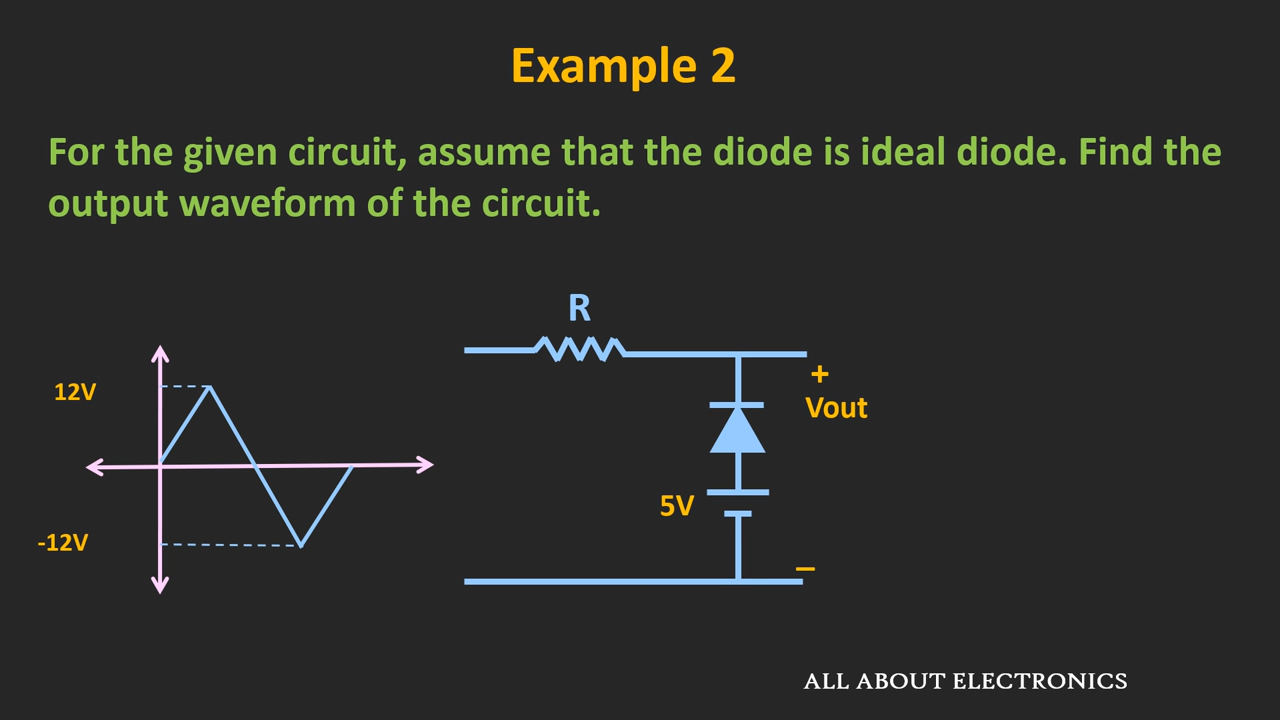 Example 2
For the given circuit, assume that the diode is ideal diode. Find the
output waveform of the circuit.
R
12V
+
Vout
5V
-12V
–
ALL ABOUT ELECTRONICS